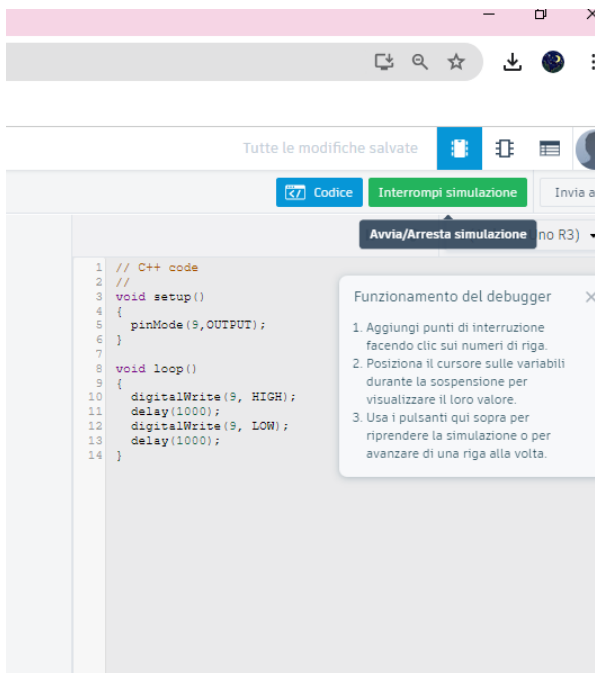 Tutte le modifiche salvate
Codice
Interrompi simulazione
Invia a
Avvia/Arresta simulazione
no R3)
1 // C++ code
2 //
3 void setup()
4 {
5 pinMode(9,OUTPUT);
6 }
7
8 void loop()
9 {
10 digitalWrite(9, HIGH);
11 delay(1000);
12 digitalWrite(9, LOW);
13 delay(1000);
14 }
Funzionamento del debugger
1. Aggiungi punti di interruzione
facendo clic sui numeri di riga.
2. Posiziona il cursore sulle variabili
durante la sospensione per
visualizzare il loro valore.
3. Usa i pulsanti qui sopra per
riprendere la simulazione o per
avanzare di una riga alla volta.